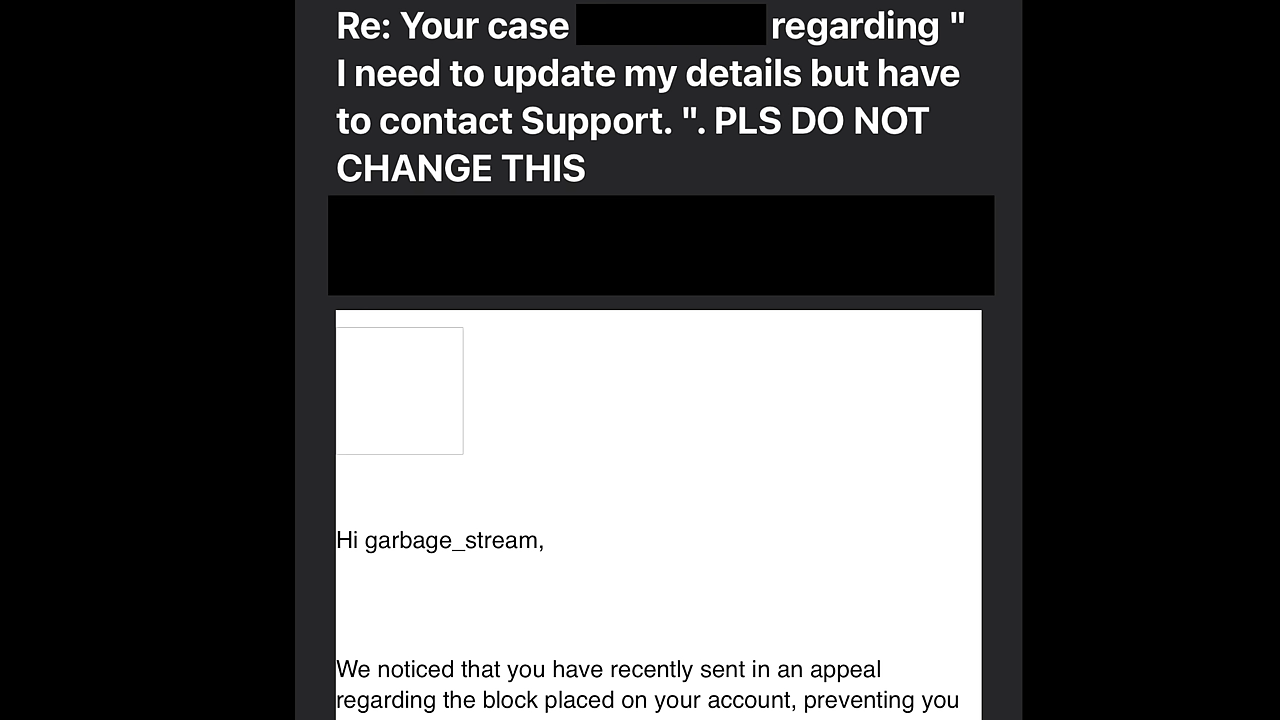 Re: Your case regarding "
I need to update my details but have
to contact Support. ". PLS DO NOT
CHANGE THIS
Hi garbage_stream,
We noticed that you have recently sent in an appeal
regarding the block placed on your account, preventing you